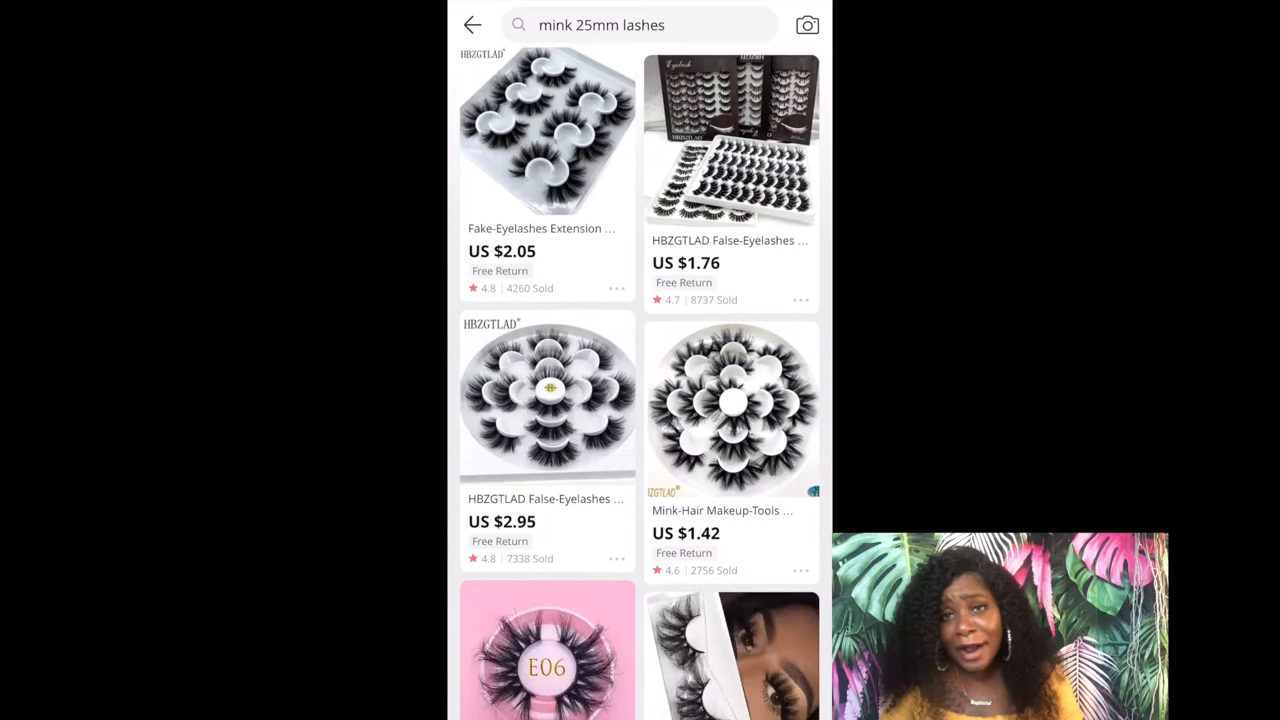 mink 25mm lashes
HBZGTLAD®
Fake-Eyelashes Extension ...
US $2.05
Free Return
4.8 | 4260 Sold
Eyelash
HBZGTLAD
HBZGTLAD False-Eyelashes ...
US $1.76
Free Return
4.7 | 8737 Sold
HBZGTLAD®
HBZGTLAD False-Eyelashes ...
US $2.95
Free Return
4.8 | 7338 Sold
BZGTLAD®
Mink-Hair Makeup-Tools ...
US $1.42
Free Return
4.6 | 2756 Sold
E06